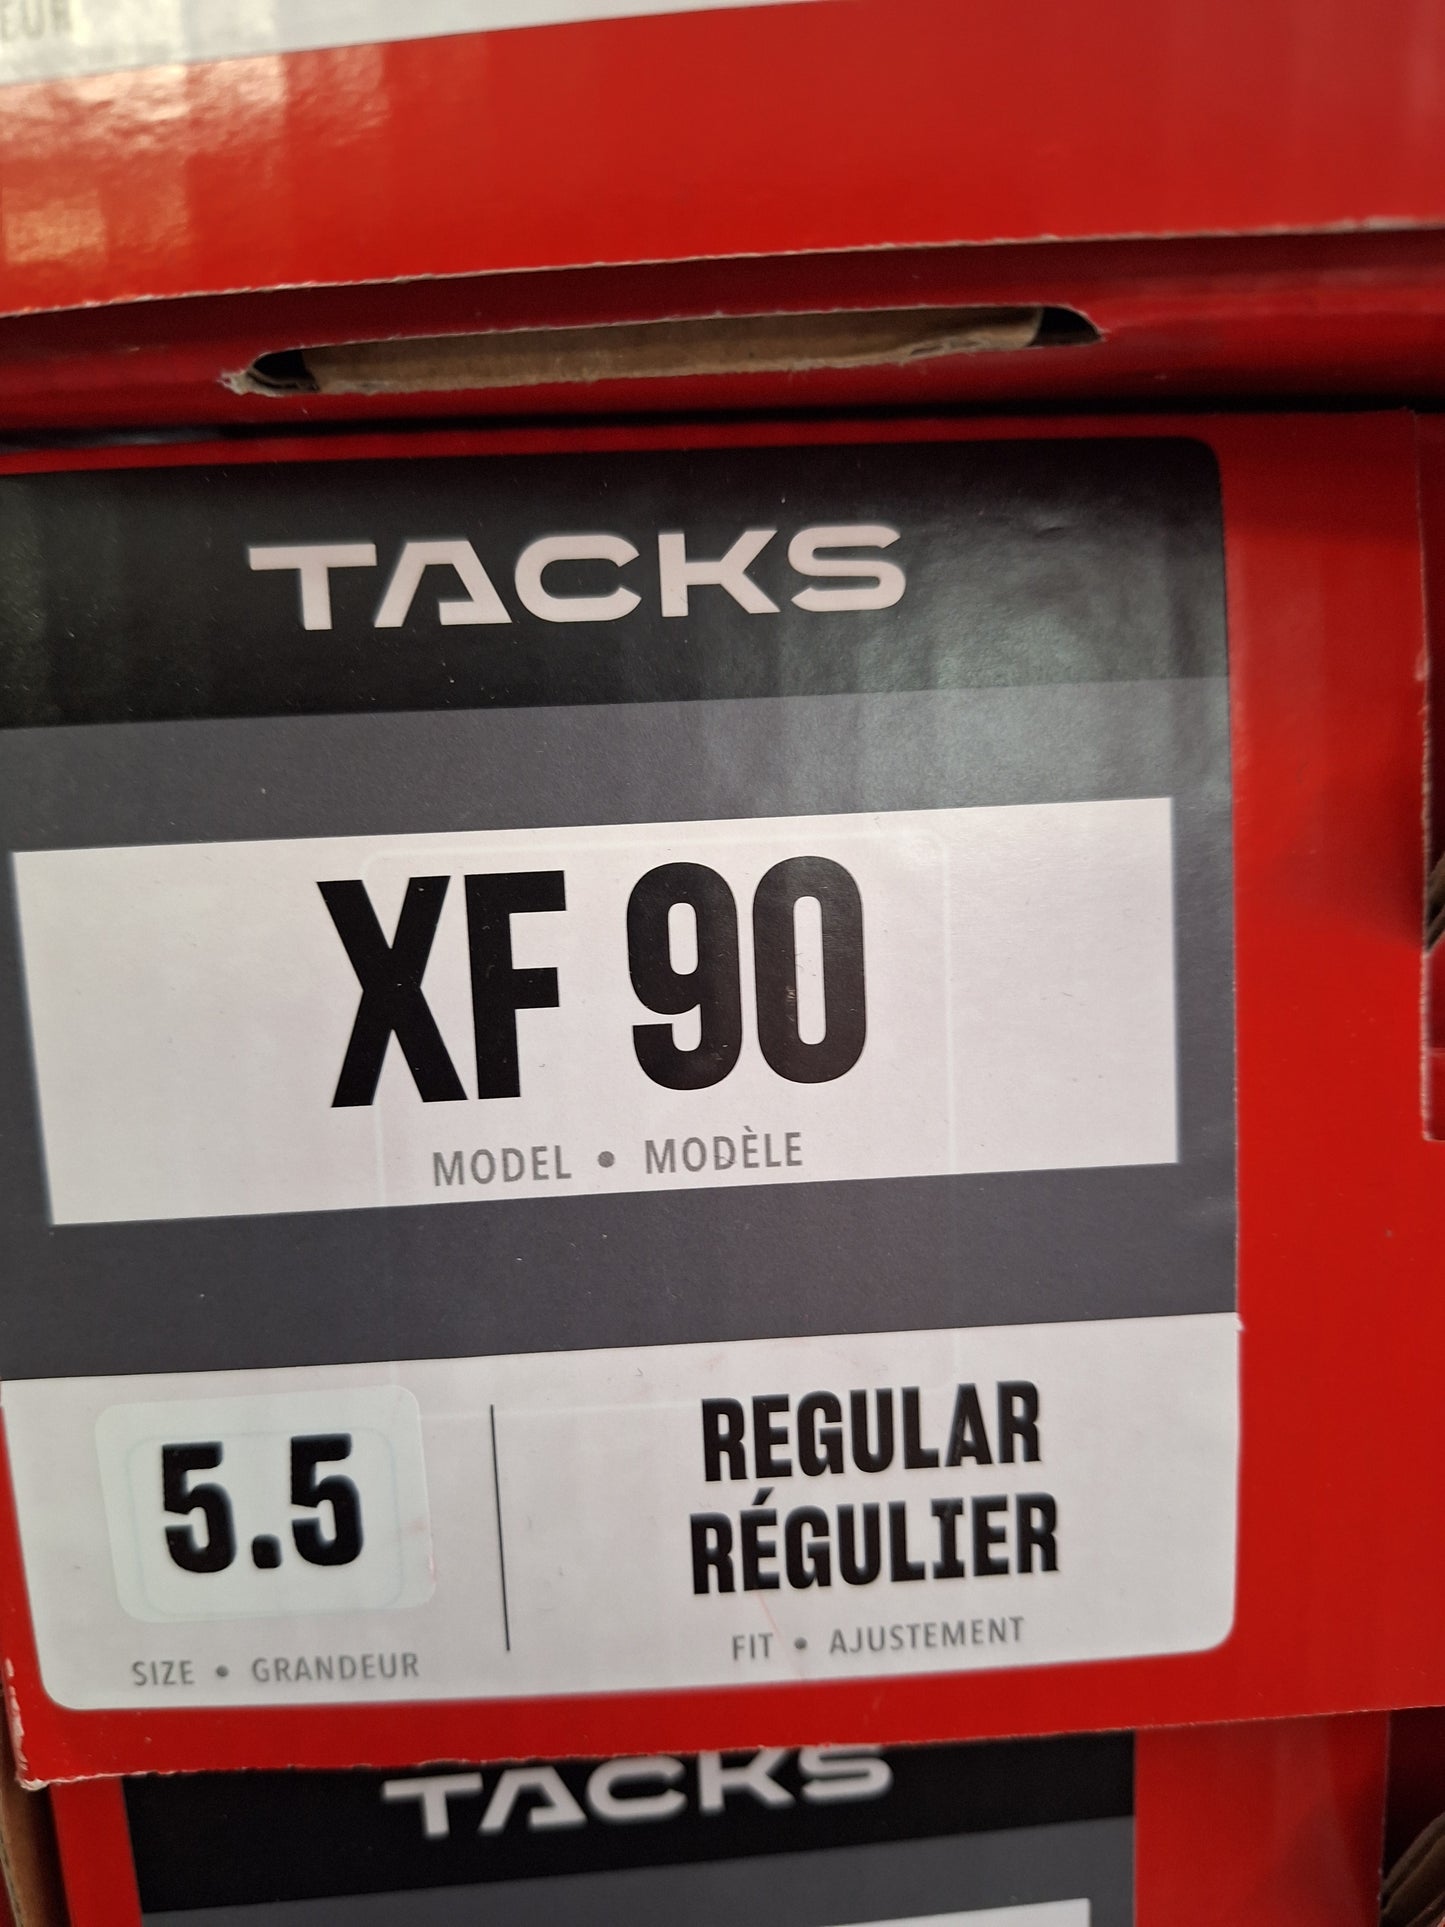 TACKS
XF 90
MODEL • MODÈLE
5.5
SIZE • GRANDEUR
REGULAR
RÉGULIER
FIT • AJUSTEMENT
TACKS